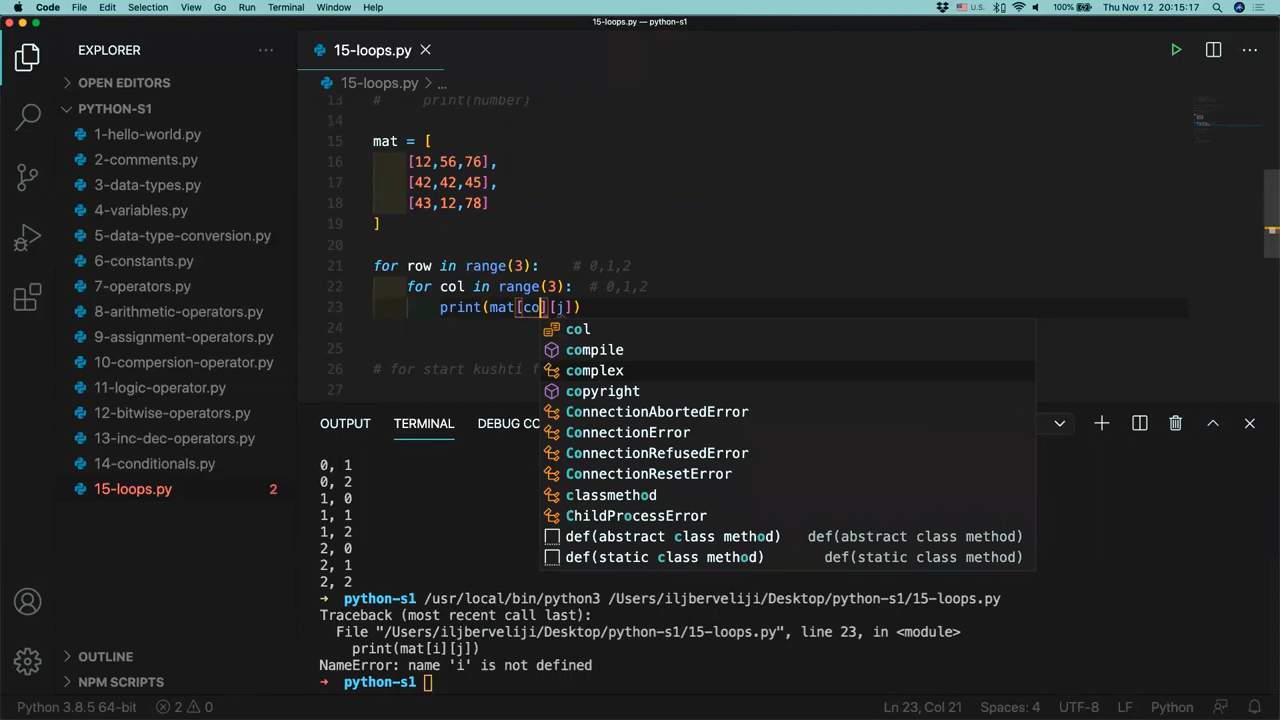 Code File Edit Selection View Go Run Terminal Window Help U.S. 100% Thu Nov 12 20:15:17
15-loops.py — python-s1
EXPLORER
15-loops.py
OPEN EDITORS
PYTHON-S1
1-hello-world.py
2-comments.py
3-data-types.py
4-variables.py
5-data-type-conversion.py
6-constants.py
7-operators.py
8-arithmetic-operators.py
9-assignment-operators.py
10-compersion-operator.py
11-logic-operator.py
12-bitwise-operators.py
13-inc-dec-operators.py
14-conditionals.py
15-loops.py 2
OUTLINE
NPM SCRIPTS
15-loops.py > ...
13 # print(number)
14
15 mat = [
16 [12,56,76],
17 [42,42,45],
18 [43,12,78]
19 ]
20
21 for row in range(3): # 0,1,2
22 for col in range(3): # 0,1,2
23 print(mat[co][j])
24
25
26 # for start kushti f
27
col
compile
complex
copyright
ConnectionAbortedError
ConnectionError
ConnectionRefusedError
ConnectionResetError
classmethod
ChildProcessError
def(abstract class method) def(abstract class method)
def(static class method) def(static class method)
OUTPUT TERMINAL DEBUG CO
0, 1
0, 2
1, 0
1, 1
1, 2
2, 0
2, 1
2, 2
→ python-s1 /usr/local/bin/python3 /Users/iljberveliji/Desktop/python-s1/15-loops.py
Traceback (most recent call last):
File "/Users/iljberveliji/Desktop/python-s1/15-loops.py", line 23, in <module>
print(mat[i][j])
NameError: name 'i' is not defined
→ python-s1
Python 3.8.5 64-bit 2 0 Ln 23, Col 21 Spaces: 4 UTF-8 LF Python